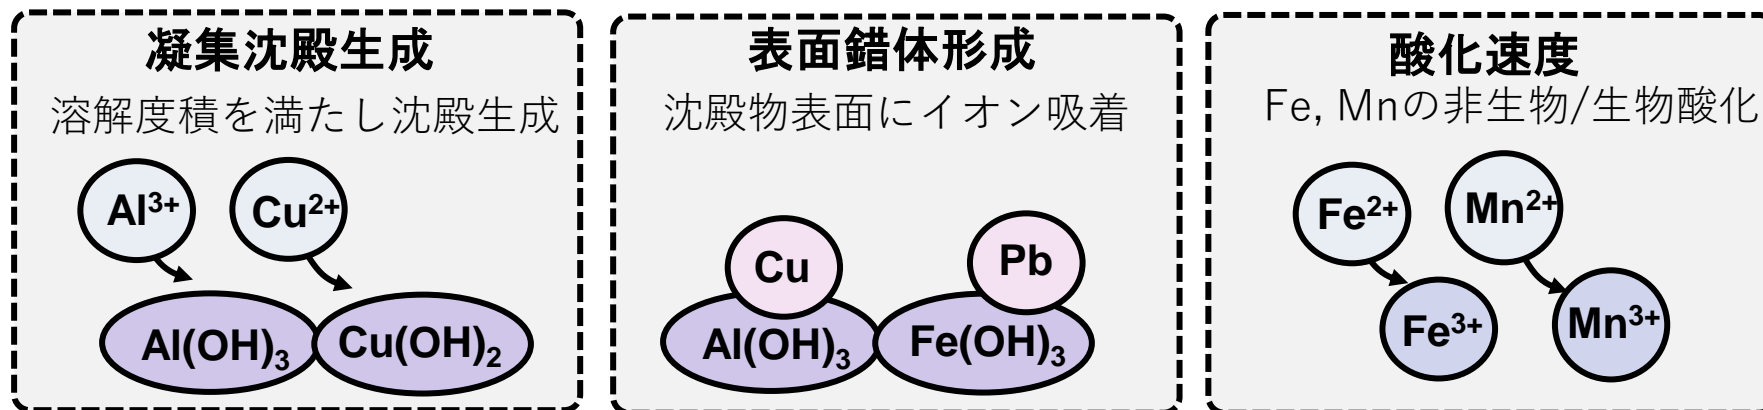 凝集沈殿生成
溶解度積を満たし沈殿生成
Al³⁺
Cu²⁺
Al(OH)₃
Cu(OH)₂
表面錯体形成
沈殿物表面にイオン吸着
Cu
Pb
Al(OH)₃
Fe(OH)₃
酸化速度
Fe, Mnの非生物/生物酸化
Fe²⁺
Mn²⁺
Fe³⁺
Mn³⁺